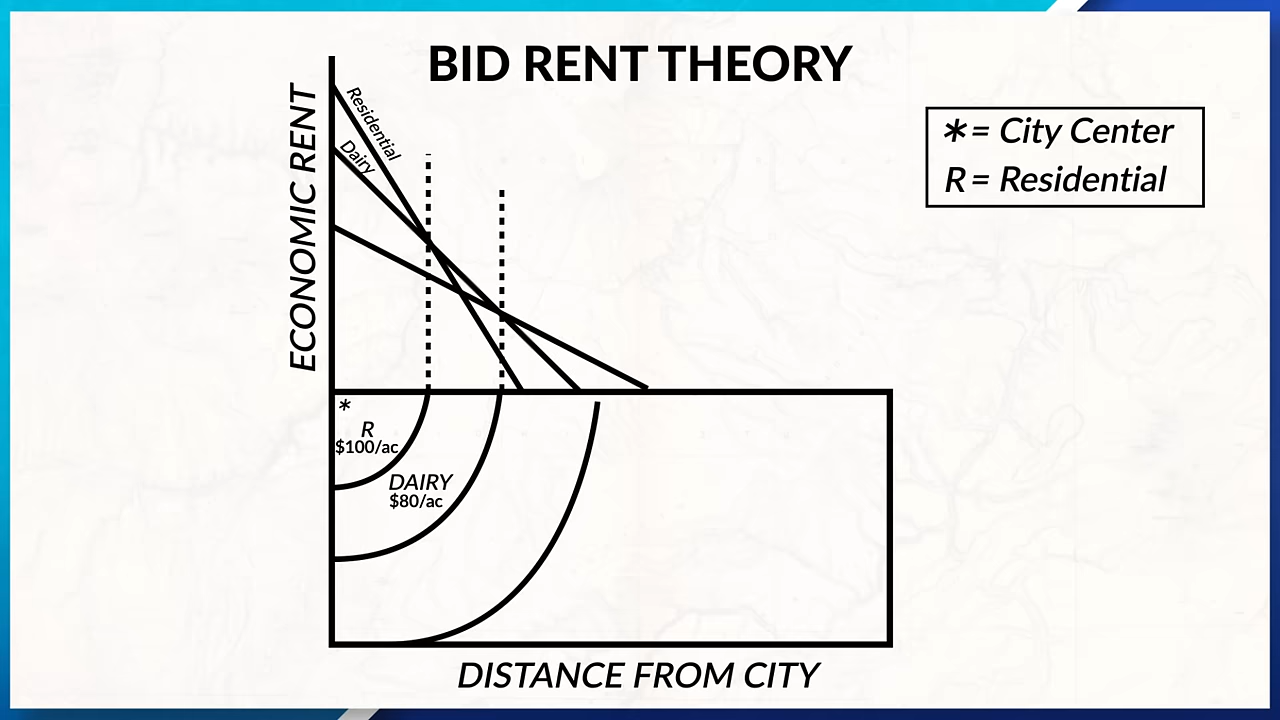 BID RENT THEORY
ECONOMIC RENT
Residential
Dairy
*= City Center
R = Residential
*
R
$100/ac
DAIRY
$80/ac
DISTANCE FROM CITY